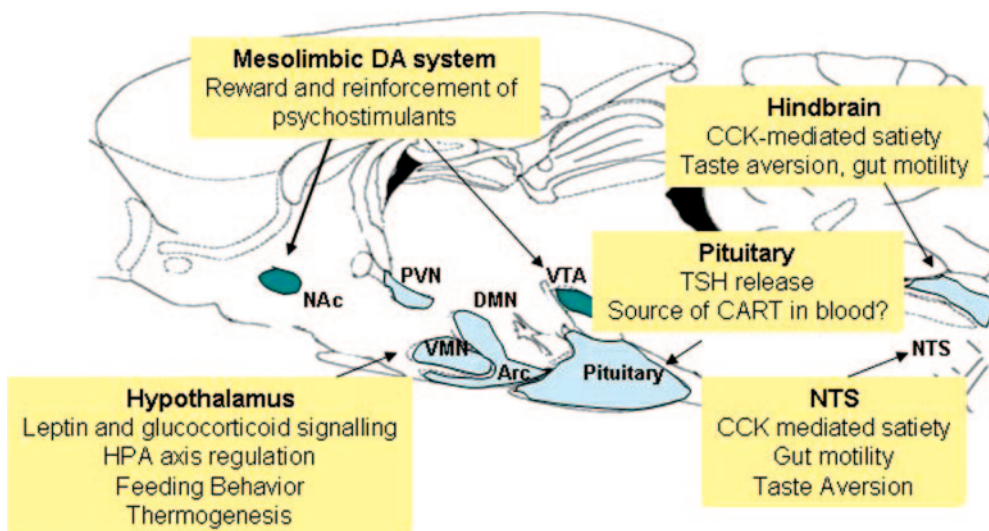 Mesolimbic DA system
Reward and reinforcement of
psychostimulants
Hindbrain
CCK-mediated satiety
Taste aversion, gut motility
Pituitary
TSH release
Source of CART in blood?
NAc
PVN
DMN
VTA
VMN
Arc
Pituitary
NTS
Hypothalamus
Leptin and glucocorticoid signalling
HPA axis regulation
Feeding Behavior
Thermogenesis
NTS
CCK mediated satiety
Gut motility
Taste Aversion